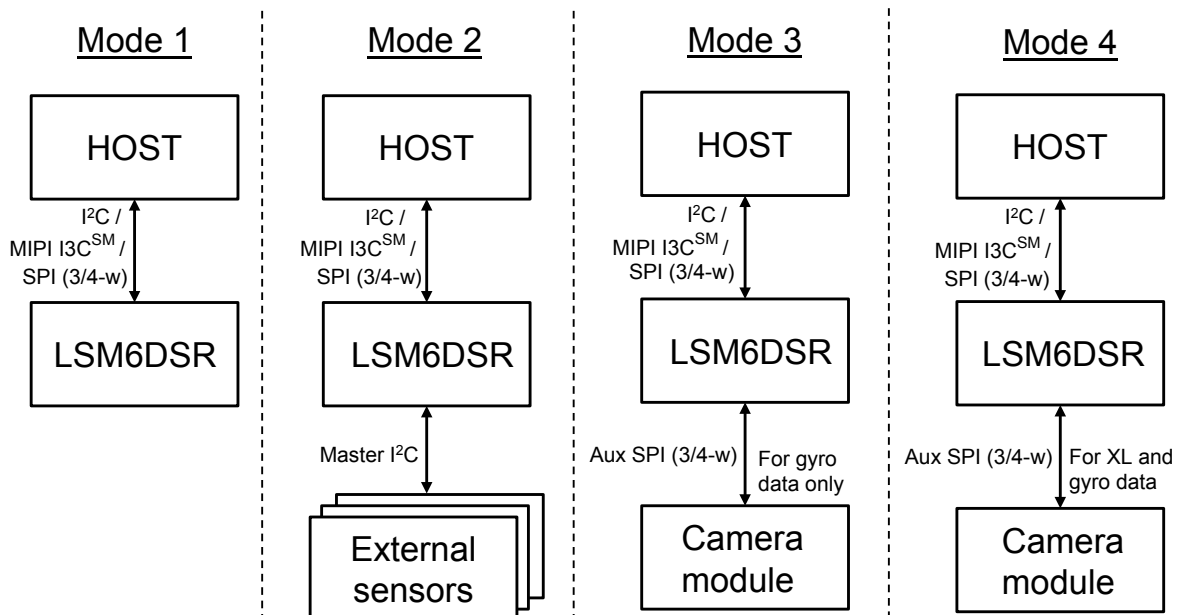 Mode 1
HOST
I²C /
MIPI I3C^SM /
SPI (3/4-w)
LSM6DSR
Mode 2
HOST
I²C /
MIPI I3C^SM /
SPI (3/4-w)
LSM6DSR
Master I²C
External
sensors
Mode 3
HOST
I²C /
MIPI I3C^SM /
SPI (3/4-w)
LSM6DSR
Aux SPI (3/4-w)
For gyro
data only
Camera
module
Mode 4
HOST
I²C /
MIPI I3C^SM /
SPI (3/4-w)
LSM6DSR
Aux SPI (3/4-w)
For XL and
gyro data
Camera
module